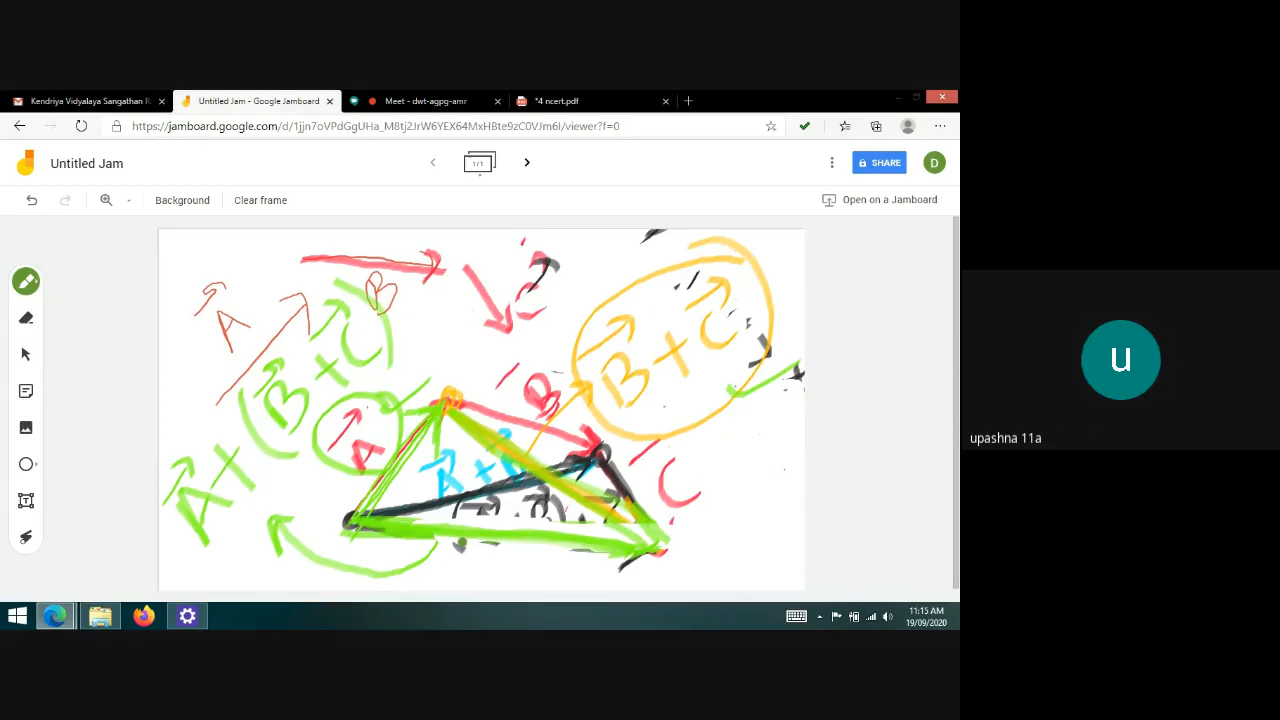 Kendriya Vidyalaya Sangathan R
Untitled Jam - Google Jamboard
Meet - dwt-agpg-amr
*4 ncert.pdf
https://jamboard.google.com/d/1jjn7oVPdGgUHa_M8tj2JrW6YEX64MxHBte9zC0VJm6I/viewer?f=0
Untitled Jam
1/1
SHARE
D
Background
Clear frame
Open on a Jamboard
A
B
C
B + C
A + (B + C)
A
B
A + B
C
u
upashna 11a
11:15 AM
19/09/2020